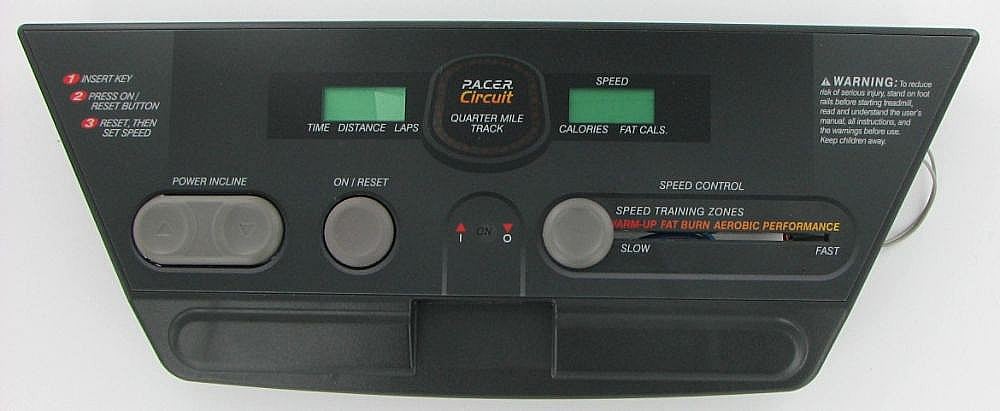 1 INSERT KEY
2 PRESS ON /
RESET BUTTON
3 RESET, THEN
SET SPEED
TIME DISTANCE LAPS
P.A.C.E.R.
Circuit
QUARTER MILE
TRACK
SPEED
CALORIES FAT CALS.
WARNING: To reduce
risk of serious injury, stand on foot
rails before starting treadmill,
read and understand the user's
manual, all instructions, and
the warnings before use.
Keep children away.
POWER INCLINE
ON / RESET
I ON O
SPEED CONTROL
SPEED TRAINING ZONES
WARM-UP FAT BURN AEROBIC PERFORMANCE
SLOW
FAST